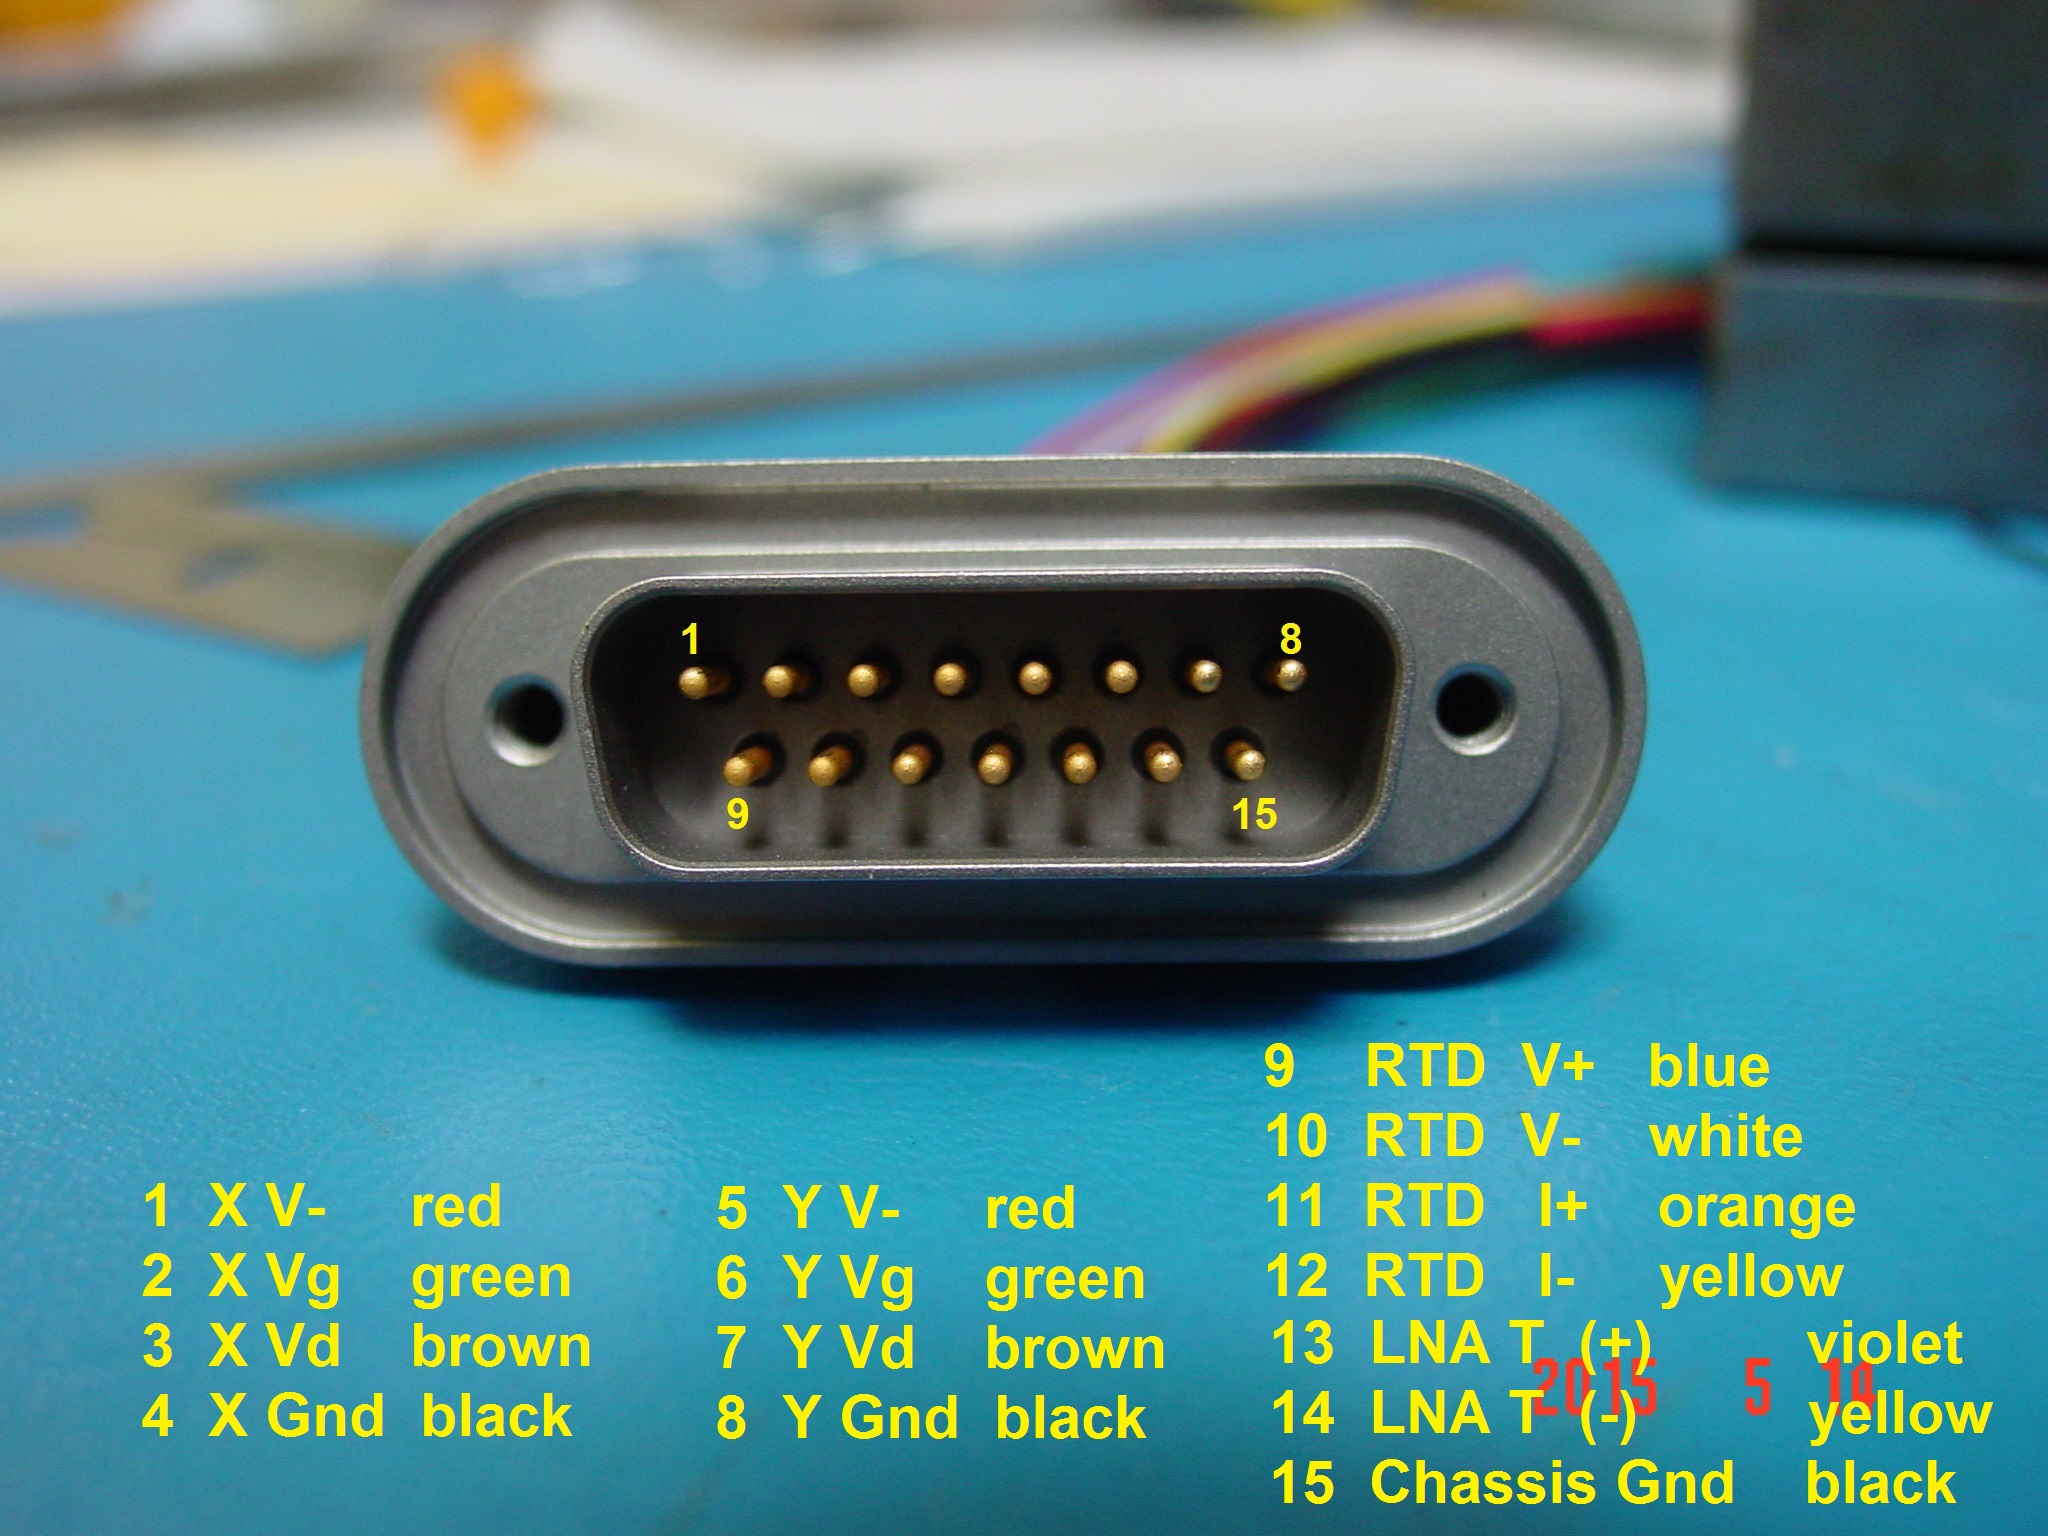 1
8
9
15
1 X V- red
2 X Vg green
3 X Vd brown
4 X Gnd black
5 Y V- red
6 Y Vg green
7 Y Vd brown
8 Y Gnd black
9 RTD V+ blue
10 RTD V- white
11 RTD I+ orange
12 RTD I- yellow
13 LNA T (+) violet
14 LNA T (-) yellow
15 Chassis Gnd black
2015 5 14